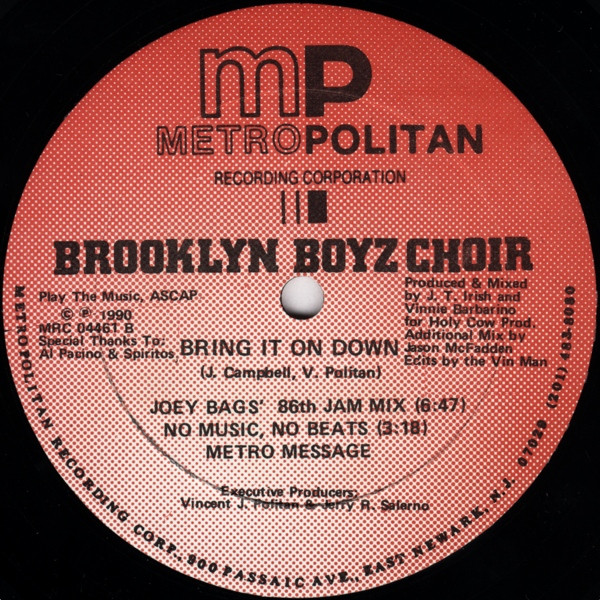 mP
METROPOLITAN
RECORDING CORPORATION
BROOKLYN BOYZ CHOIR
Play The Music, ASCAP
© ℗ 1990
MRC 04461 B
Special Thanks To:
Al Pacino & Spiritos,
Produced & Mixed
by J. T. Irish and
Vinnie Barbarino
for Holy Cow Prod.
Additional Mix by
Jason McFadden
Edits by the Vin Man
BRING IT ON DOWN
(J. Campbell, V. Politan)
JOEY BAGS' 86th JAM MIX (6:47)
NO MUSIC, NO BEATS (3:18)
METRO MESSAGE
Executive Producers:
Vincent J. Politan & Jerry R. Salerno
METROPOLITAN RECORDING CORP., 900 PASSAIC AVE., EAST NEWARK, N.J. 07029 (201) 483-8080